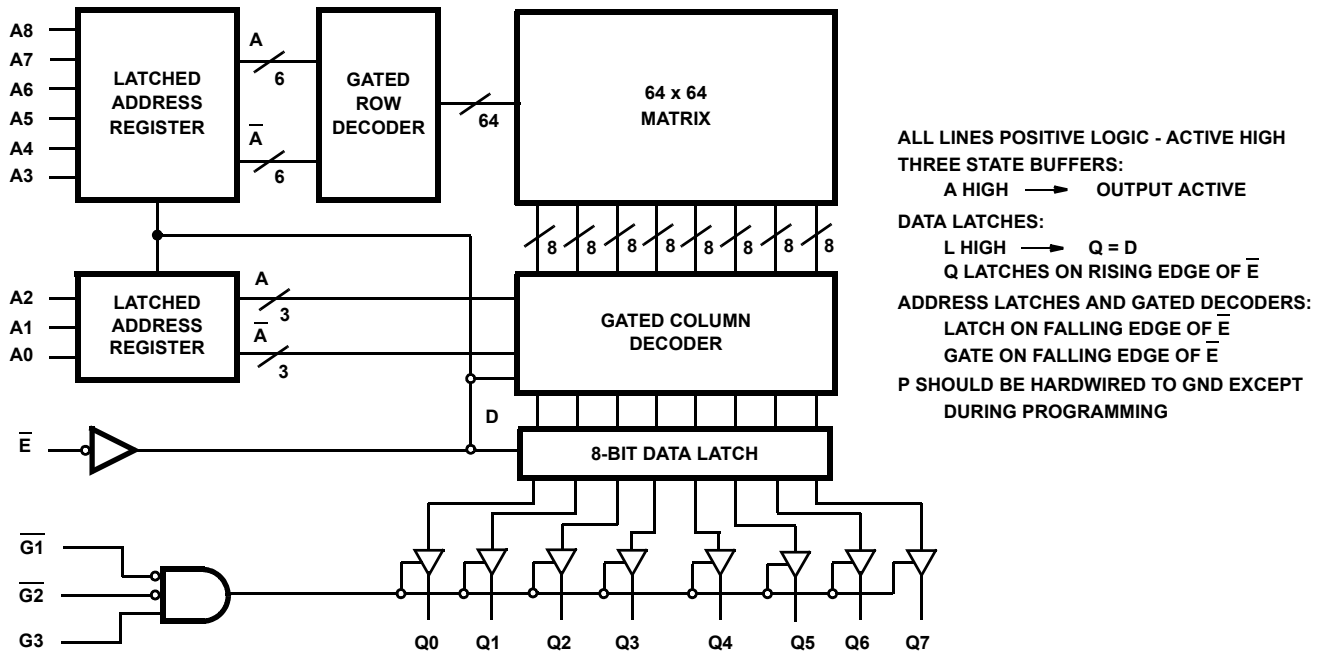 A8
A7
A6
A5
A4
A3
LATCHED
ADDRESS
REGISTER
A
6
A̅
6
GATED
ROW
DECODER
64
64 x 64
MATRIX
8 8 8 8 8 8 8 8
A2
A1
A0
LATCHED
ADDRESS
REGISTER
A
3
A̅
3
GATED COLUMN
DECODER
D
E̅
8-BIT DATA LATCH
G̅1̅
G̅2̅
G3
Q0 Q1 Q2 Q3 Q4 Q5 Q6 Q7
ALL LINES POSITIVE LOGIC - ACTIVE HIGH
THREE STATE BUFFERS:
A HIGH → OUTPUT ACTIVE
DATA LATCHES:
L HIGH → Q = D
Q LATCHES ON RISING EDGE OF E̅
ADDRESS LATCHES AND GATED DECODERS:
LATCH ON FALLING EDGE OF E̅
GATE ON FALLING EDGE OF E̅
P SHOULD BE HARDWIRED TO GND EXCEPT
DURING PROGRAMMING